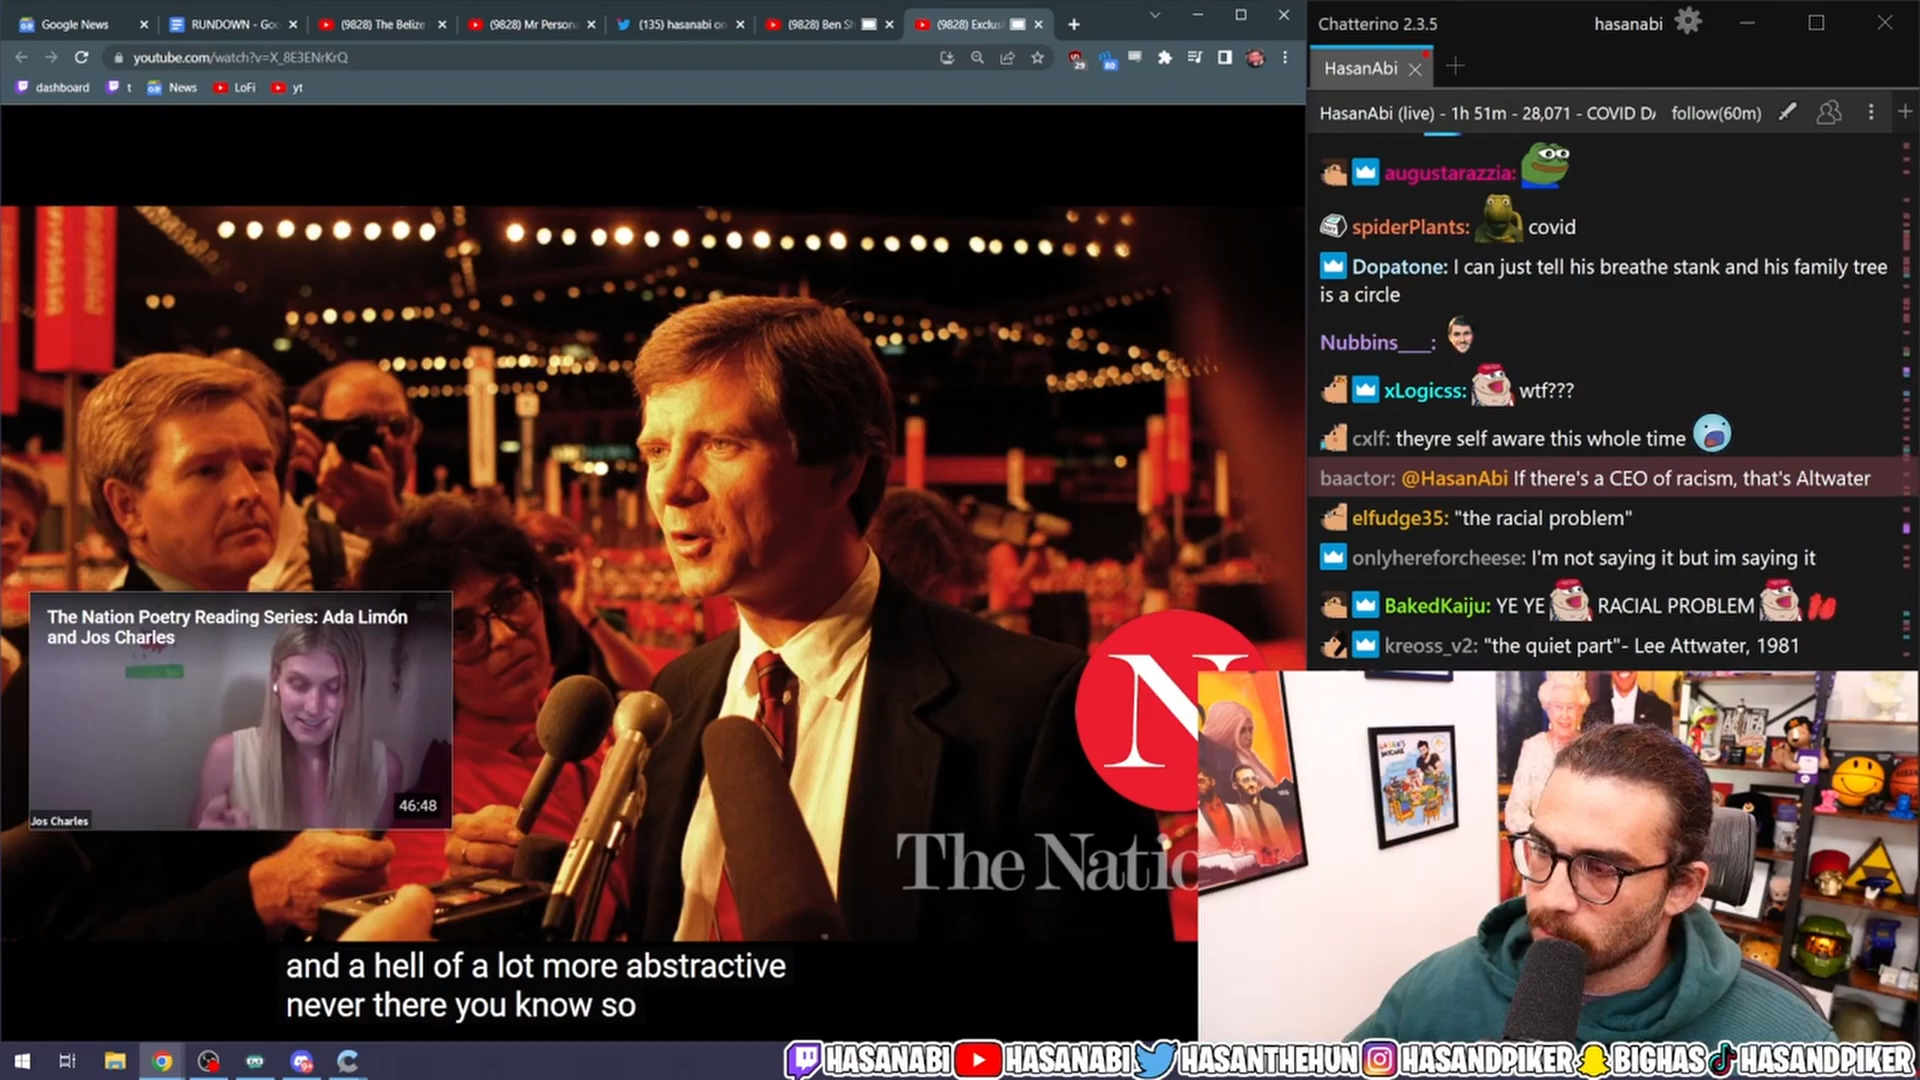 Google News
RUNDOWN - Goo
(9828) The Belize
(9828) Mr Person
(135) hasanabi on
(9828) Ben Sh
(9828) Exclus
youtube.com/watch?v=X_8E3ENrKrQ
29
80
dashboard
t
News
LoFi
yt
The Nation Poetry Reading Series: Ada Limón
and Jos Charles
46:48
Jos Charles
N
The Natio
and a hell of a lot more abstractive
never there you know so
Chatterino 2.3.5
hasanabi
HasanAbi
HasanAbi (live) - 1h 51m - 28,071 - COVID DA
follow(60m)
augustarazzia:
spiderPlants: covid
Dopatone: I can just tell his breathe stank and his family tree
is a circle
Nubbins___:
xLogicss: wtf???
cxlf: theyre self aware this whole time
baactor: @HasanAbi If there's a CEO of racism, that's Altwater
elfudge35: "the racial problem"
onlyhereforcheese: I'm not saying it but im saying it
BakedKaiju: YE YE RACIAL PROBLEM
kreoss_v2: "the quiet part"- Lee Attwater, 1981
HASANABI HASANABI HASANTHEHUN HASANDPIKER BIGHAS HASANDPIKER